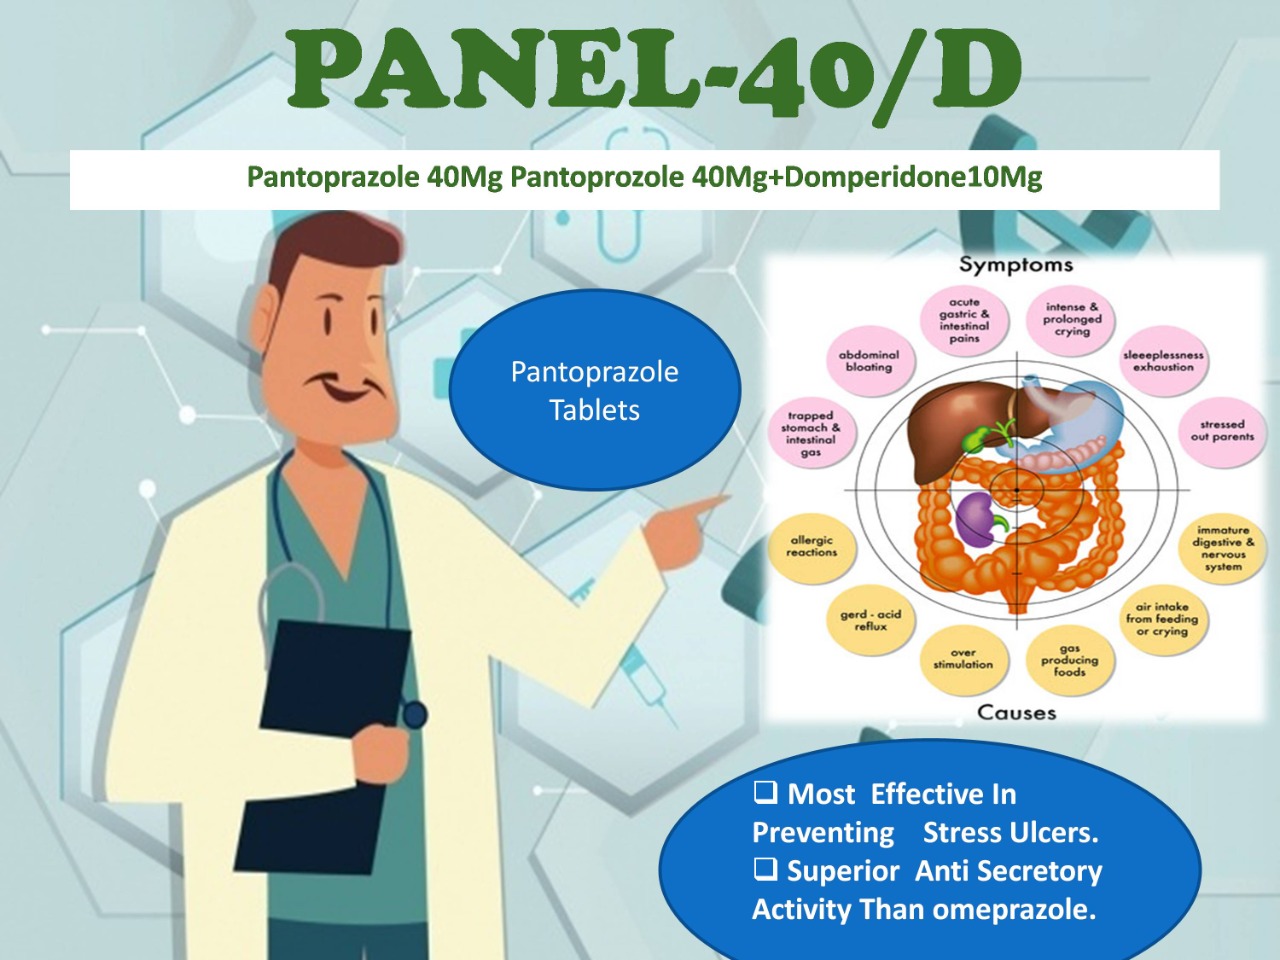 PANEL-40/D
Pantoprazole 40Mg Pantoprozole 40Mg+Domperidone10Mg
Pantoprazole
Tablets
Symptoms
acute
gastric &
intestinal
pains
intense &
prolonged
crying
abdominal
bloating
sleeeplessness
exhaustion
trapped
stomach &
intestinal
gas
stressed
out parents
allergic
reactions
immature
digestive &
nervous
system
gerd - acid
reflux
air intake
from feeding
or crying
over
stimulation
gas
producing
foods
Causes
❑ Most Effective In
Preventing Stress Ulcers.
❑ Superior Anti Secretory
Activity Than omeprazole.